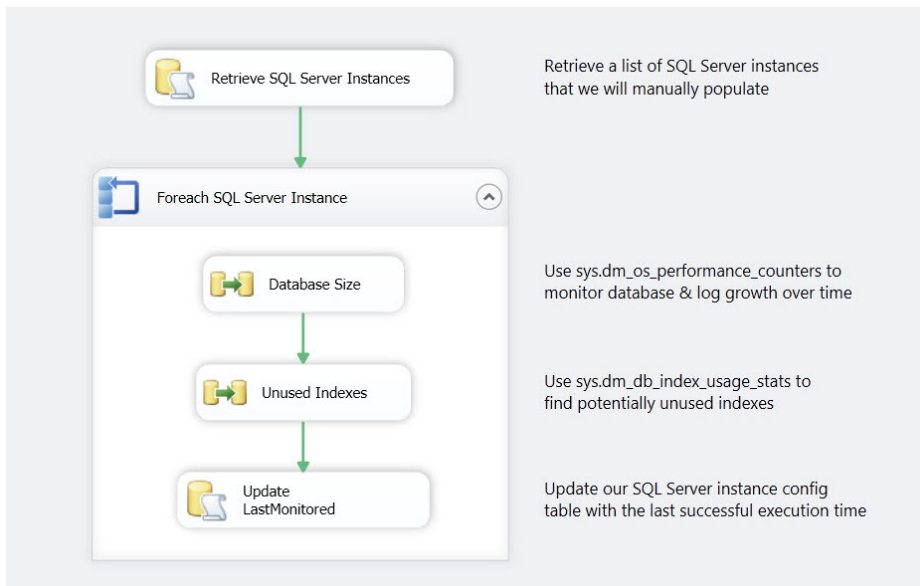 Retrieve SQL Server Instances
Retrieve a list of SQL Server instances
that we will manually populate
Foreach SQL Server Instance
Database Size
Use sys.dm_os_performance_counters to
monitor database & log growth over time
Unused Indexes
Use sys.dm_db_index_usage_stats to
find potentially unused indexes
Update
LastMonitored
Update our SQL Server instance config
table with the last successful execution time